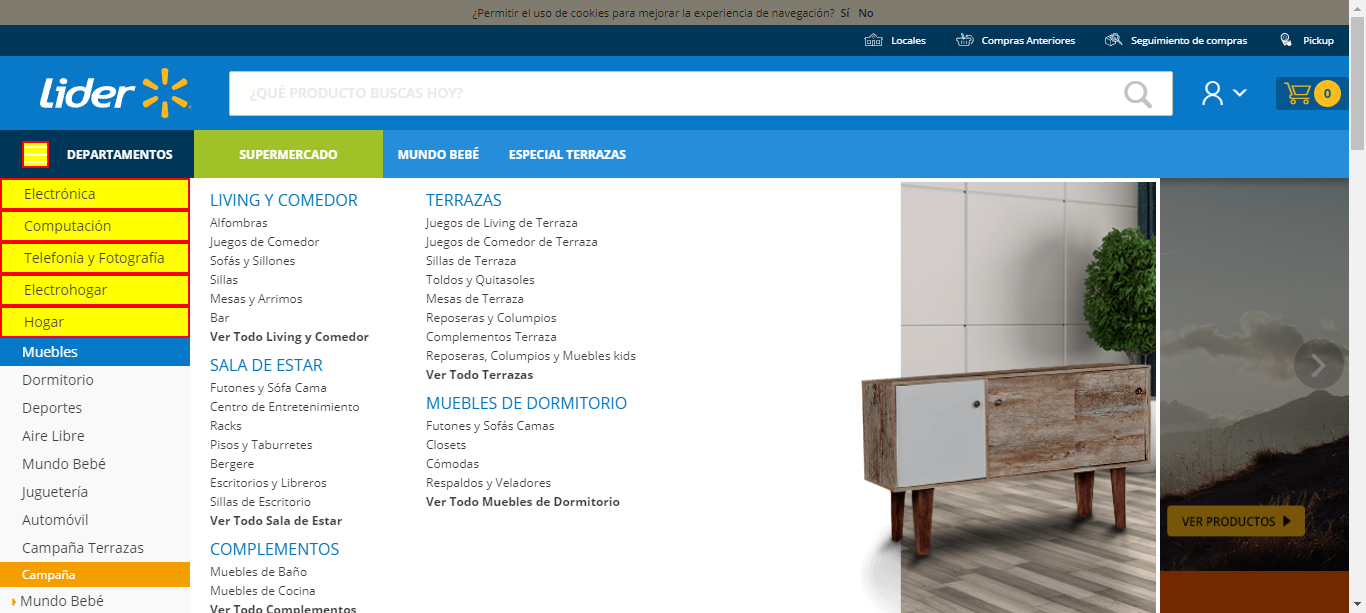 ¿Permitir el uso de cookies para mejorar la experiencia de navegación? Sí No
Locales
Compras Anteriores
Seguimiento de compras
Pickup
Lider
¿QUÉ PRODUCTO BUSCAS HOY?
0
DEPARTAMENTOS
SUPERMERCADO
MUNDO BEBÉ
ESPECIAL TERRAZAS
Electrónica
Computación
Telefonía y Fotografía
Electrohogar
Hogar
Muebles
Dormitorio
Deportes
Aire Libre
Mundo Bebé
Juguetería
Automóvil
Campaña Terrazas
Campaña
Mundo Bebé
LIVING Y COMEDOR
Alfombras
Juegos de Comedor
Sofás y Sillones
Sillas
Mesas y Arrimos
Bar
Ver Todo Living y Comedor
SALA DE ESTAR
Futones y Sófa Cama
Centro de Entretenimiento
Racks
Pisos y Taburretes
Bergere
Escritorios y Libreros
Sillas de Escritorio
Ver Todo Sala de Estar
COMPLEMENTOS
Muebles de Baño
Muebles de Cocina
Ver Todo Complementos
TERRAZAS
Juegos de Living de Terraza
Juegos de Comedor de Terraza
Sillas de Terraza
Toldos y Quitasoles
Mesas de Terraza
Reposeras y Columpios
Complementos Terraza
Reposeras, Columpios y Muebles kids
Ver Todo Terrazas
MUEBLES DE DORMITORIO
Futones y Sofás Camas
Closets
Cómodas
Respaldos y Veladores
Ver Todo Muebles de Dormitorio
VER PRODUCTOS